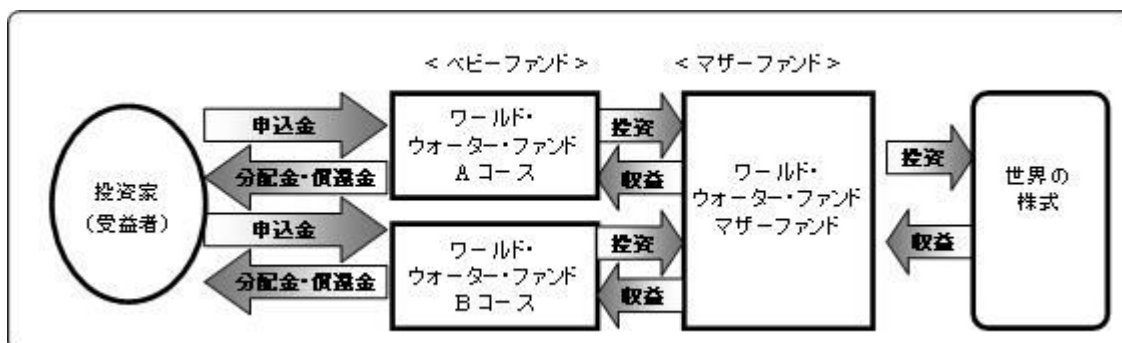 ＜ベビーファンド＞
＜マザーファンド＞
投資家
（受益者）
申込金
分配金・償還金
申込金
分配金・償還金
ワールド・
ウォーター・ファンド
Aコース
ワールド・
ウォーター・ファンド
Bコース
投資
収益
投資
収益
ワールド・
ウォーター・ファンド
マザーファンド
投資
収益
世界の
株式